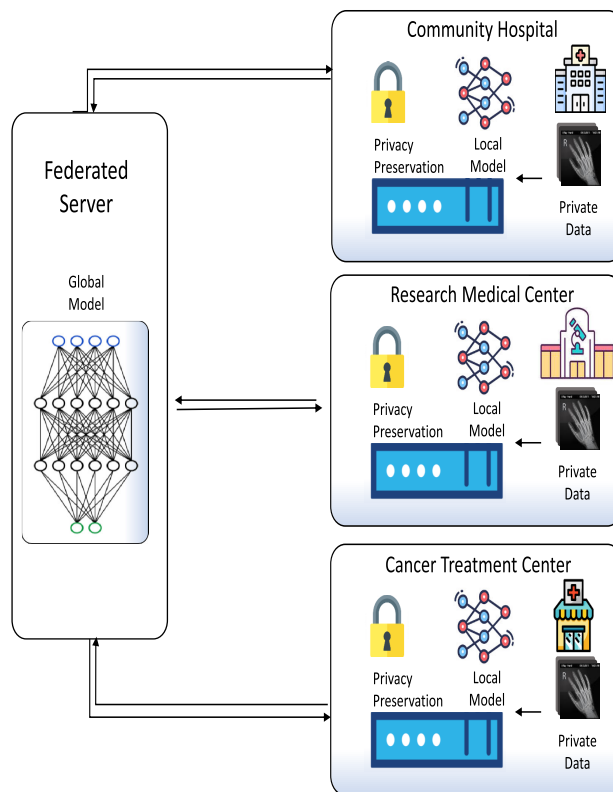 Federated
Server
Global
Model
Community Hospital
Privacy
Preservation
Local
Model
R
Private
Data
Research Medical Center
Privacy
Preservation
Local
Model
R
Private
Data
Cancer Treatment Center
Privacy
Preservation
Local
Model
R
Private
Data